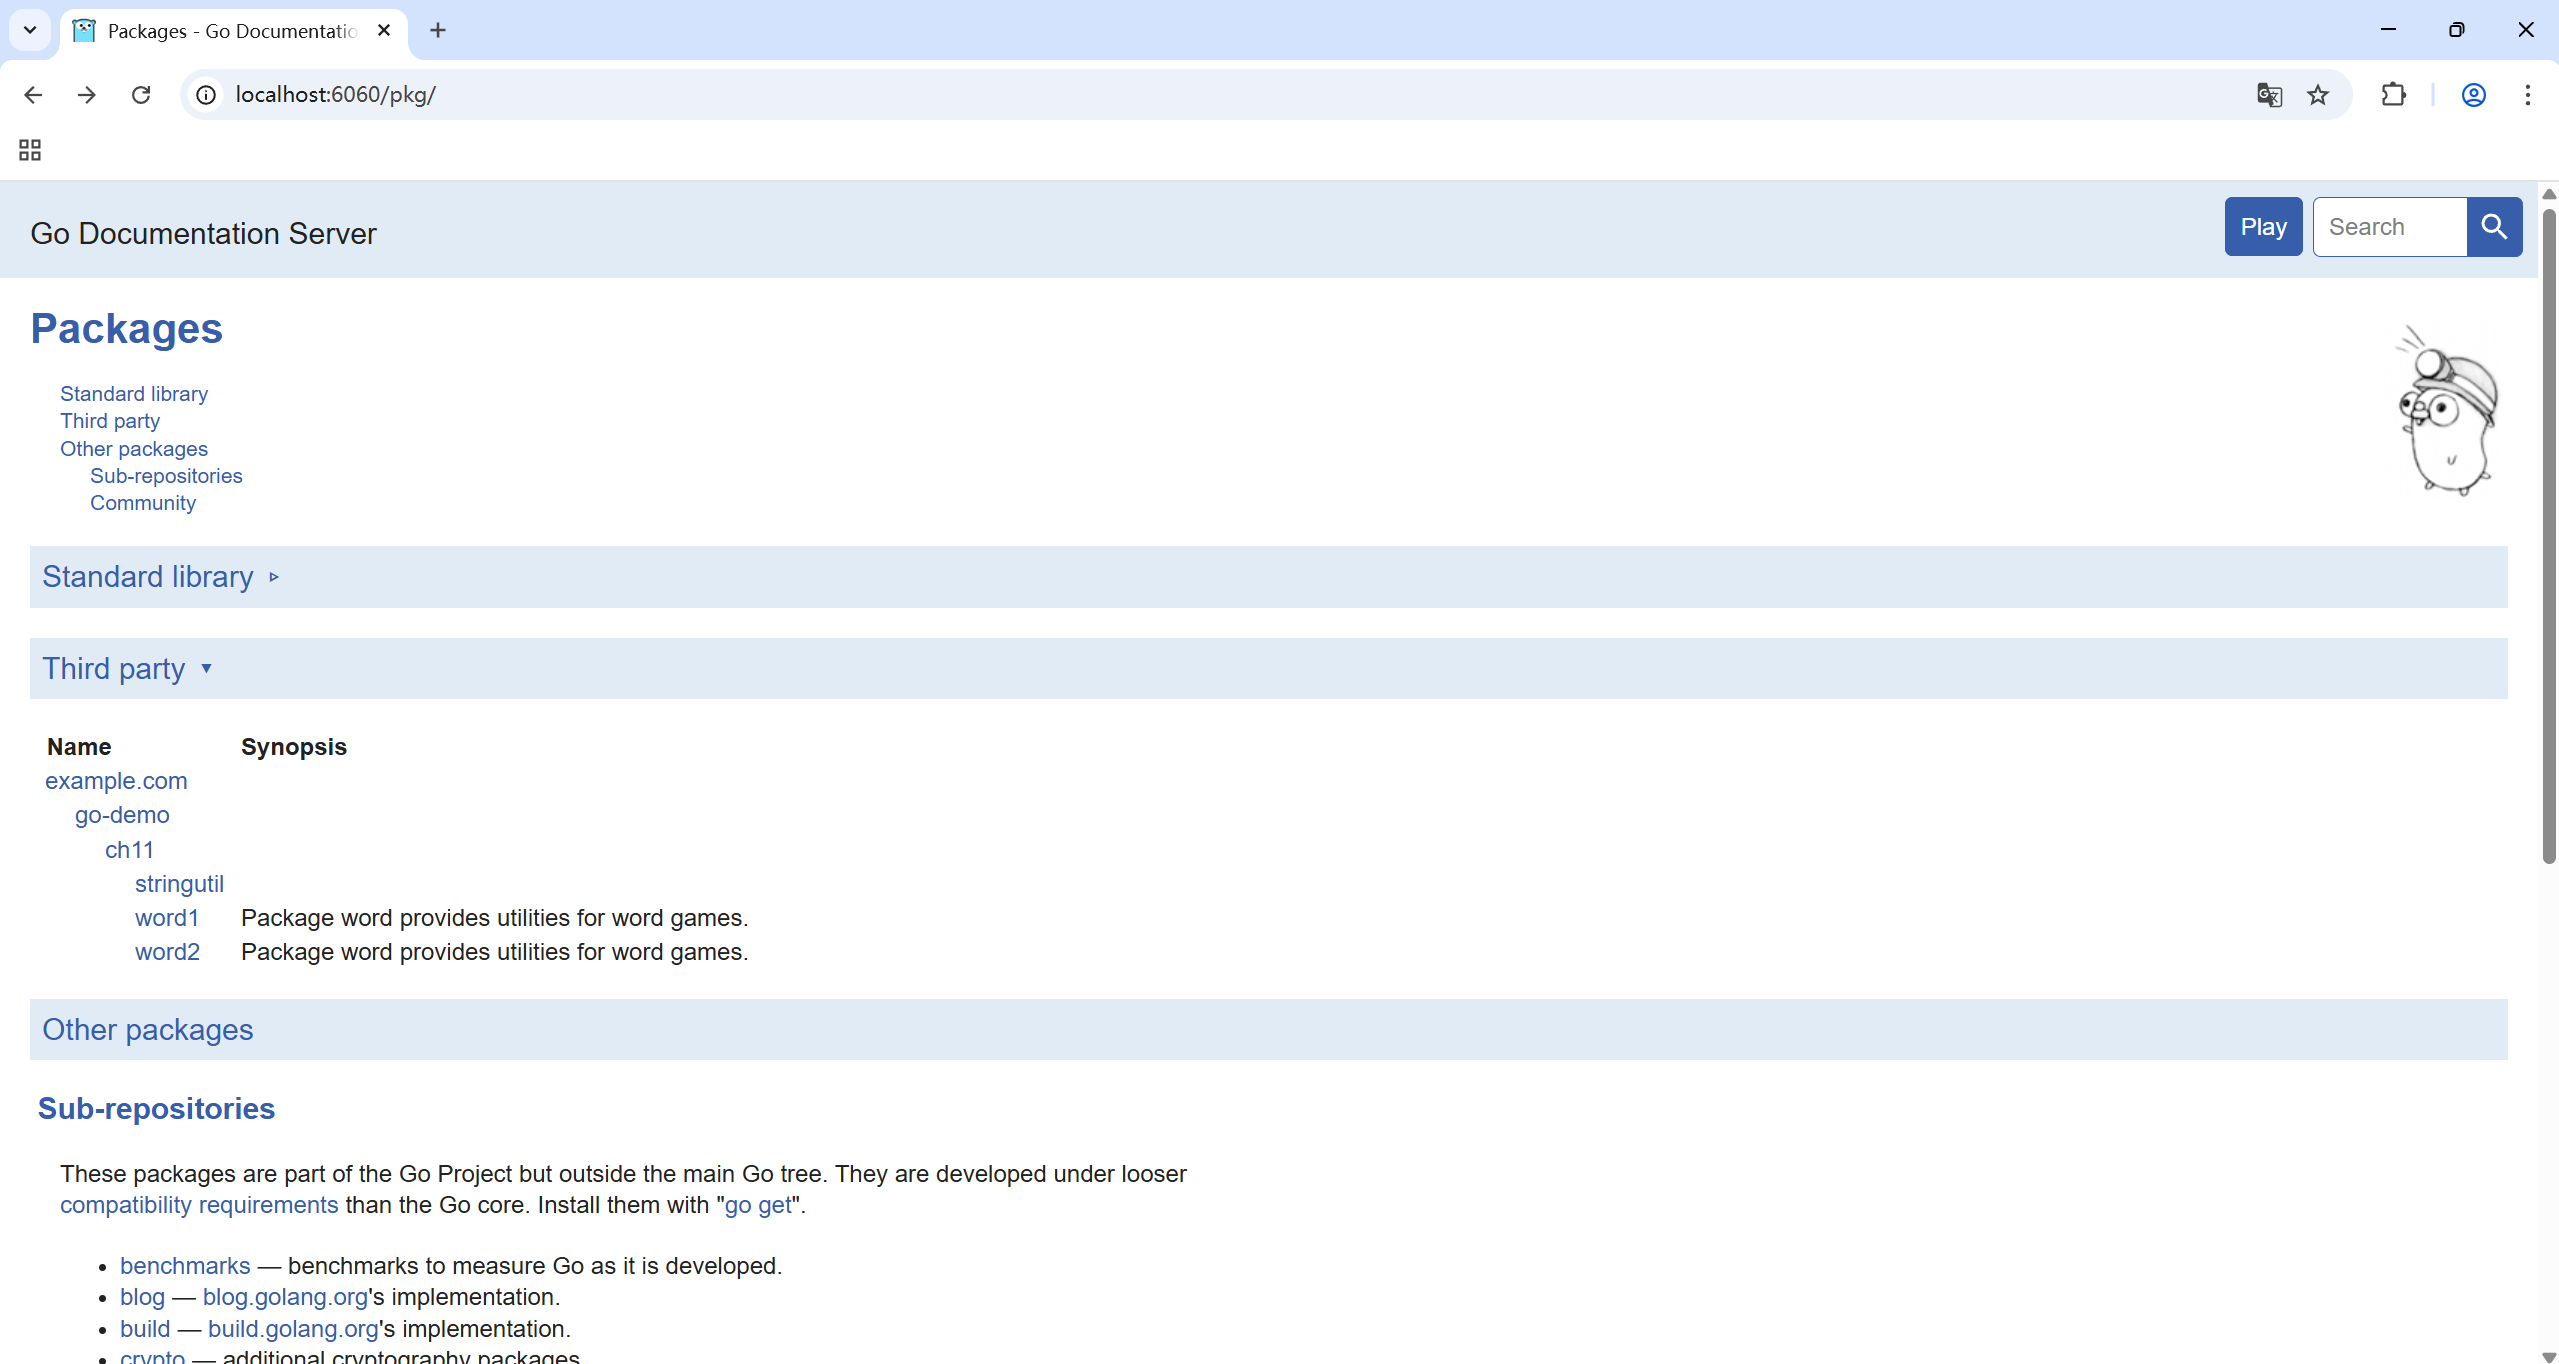 Packages - Go Documentatio
localhost:6060/pkg/
Go Documentation Server
Play
Search
Packages
Standard library
Third party
Other packages
Sub-repositories
Community
Standard library ▹
Third party ▾
Name Synopsis
example.com
go-demo
ch11
stringutil
word1 Package word provides utilities for word games.
word2 Package word provides utilities for word games.
Other packages
Sub-repositories
These packages are part of the Go Project but outside the main Go tree. They are developed under looser
compatibility requirements than the Go core. Install them with "go get".
• benchmarks — benchmarks to measure Go as it is developed.
• blog — blog.golang.org's implementation.
• build — build.golang.org's implementation.
• crypto — additional cryptography packages.